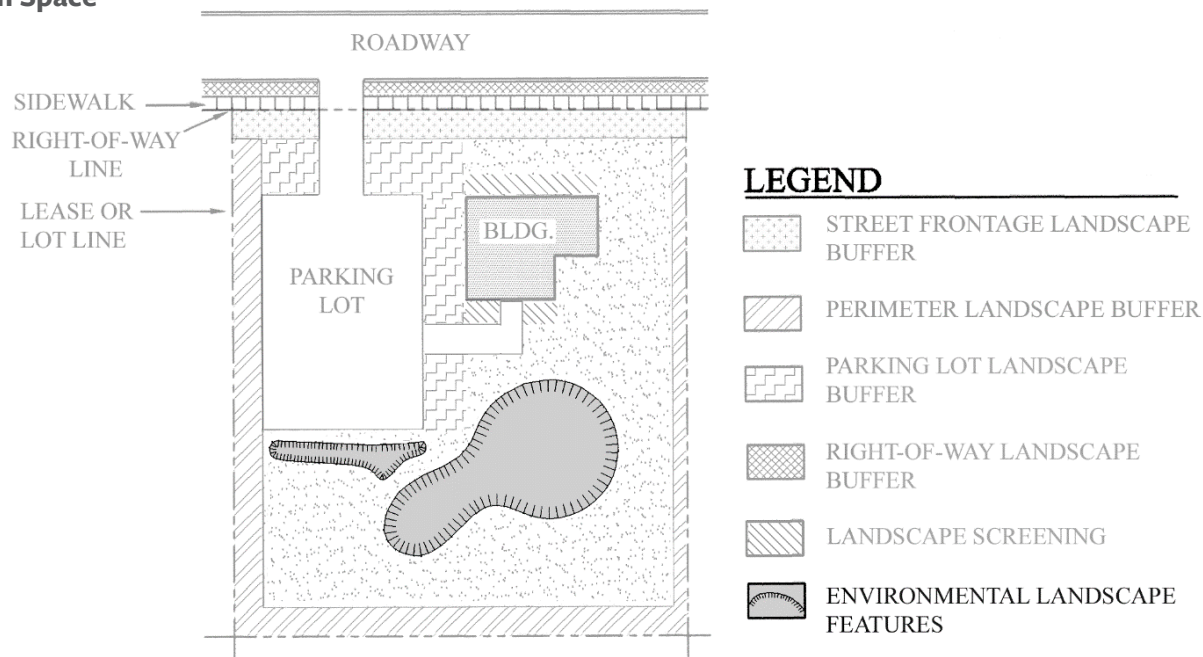 Space
ROADWAY
SIDEWALK
RIGHT-OF-WAY
LINE
LEASE OR
LOT LINE
BLDG.
PARKING
LOT
LEGEND
STREET FRONTAGE LANDSCAPE
BUFFER
PERIMETER LANDSCAPE BUFFER
PARKING LOT LANDSCAPE
BUFFER
RIGHT-OF-WAY LANDSCAPE
BUFFER
LANDSCAPE SCREENING
ENVIRONMENTAL LANDSCAPE
FEATURES